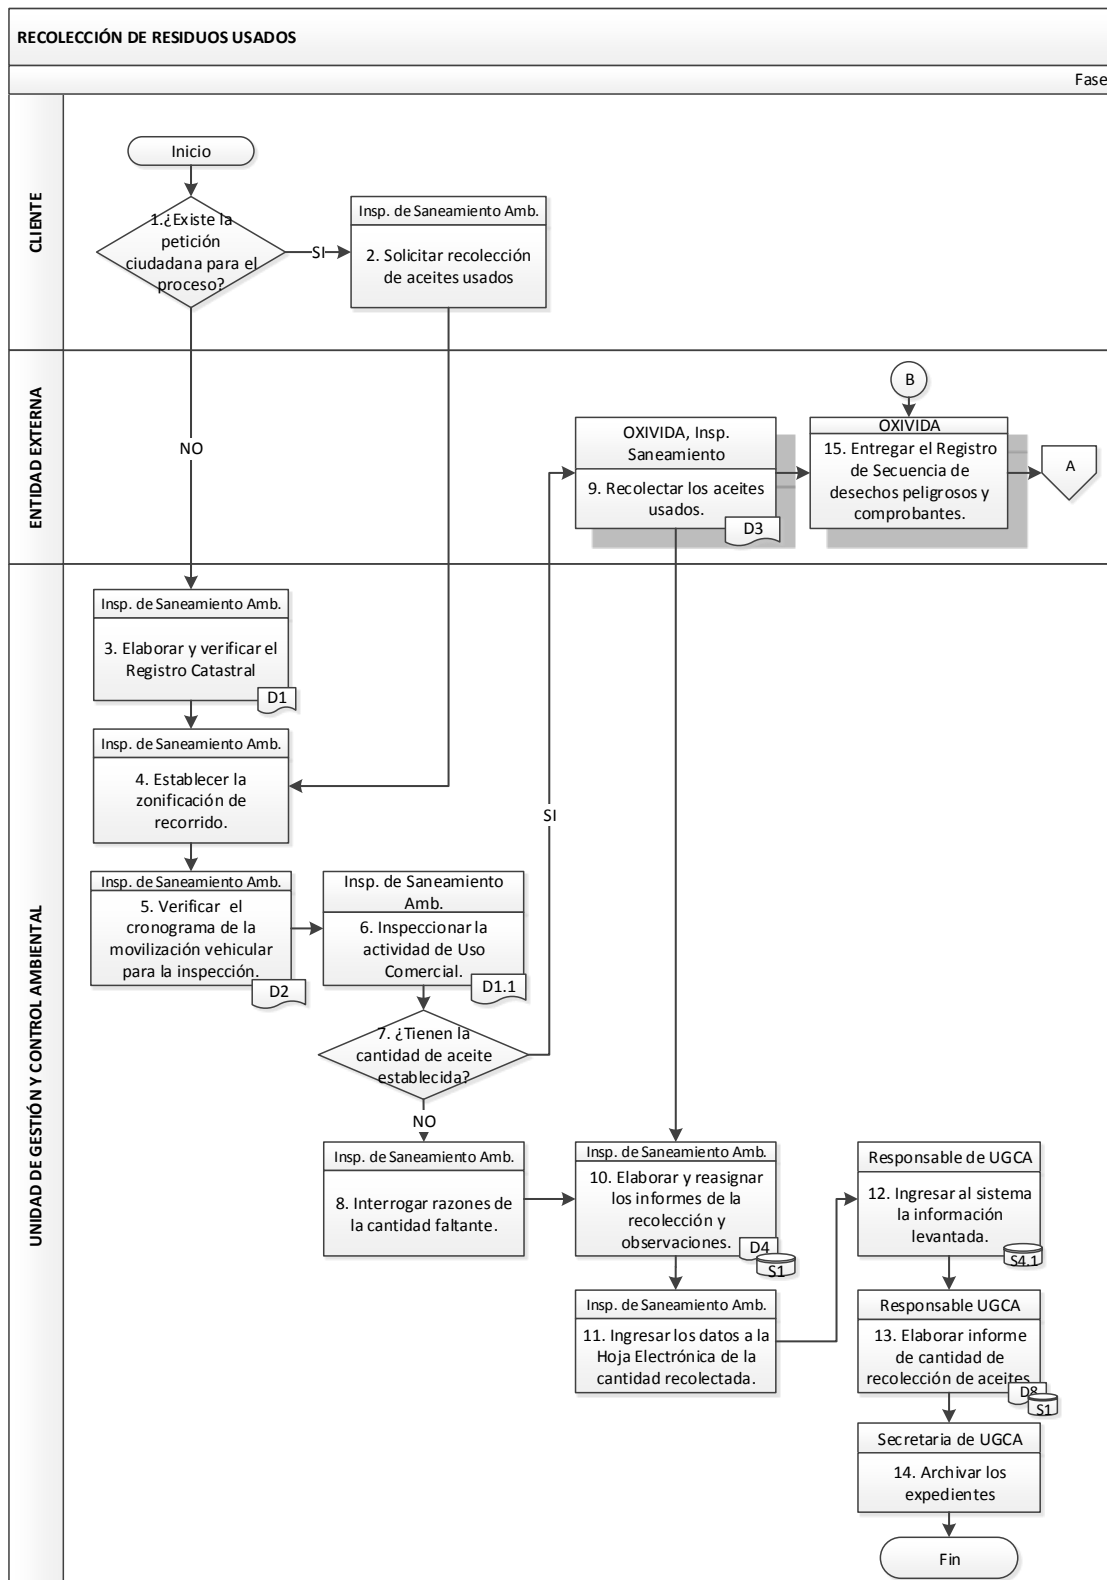 RECOLECCIÓN DE RESIDUOS USADOS
Fase
CLIENTE
Inicio
1.¿Existe la
petición
ciudadana para el
proceso?
SI
Insp. de Saneamiento Amb.
2. Solicitar recolección
de aceites usados
NO
ENTIDAD EXTERNA
OXIVIDA, Insp.
Saneamiento
9. Recolectar los aceites
usados.
D3
B
OXIVIDA
15. Entregar el Registro
de Secuencia de
desechos peligrosos y
comprobantes.
A
UNIDAD DE GESTIÓN Y CONTROL AMBIENTAL
Insp. de Saneamiento Amb.
3. Elaborar y verificar el
Registro Catastral
D1
Insp. de Saneamiento Amb.
4. Establecer la
zonificación de
recorrido.
Insp. de Saneamiento Amb.
5. Verificar el
cronograma de la
movilización vehicular
para la inspección.
D2
Insp. de Saneamiento
Amb.
6. Inspeccionar la
actividad de Uso
Comercial.
D1.1
7. ¿Tienen la
cantidad de aceite
establecida?
SI
NO
Insp. de Saneamiento Amb.
8. Interrogar razones de
la cantidad faltante.
Insp. de Saneamiento Amb.
10. Elaborar y reasignar
los informes de la
recolección y
observaciones.
D4
S1
Insp. de Saneamiento Amb.
11. Ingresar los datos a la
Hoja Electrónica de la
cantidad recolectada.
Responsable de UGCA
12. Ingresar al sistema
la información
levantada.
S4.1
Responsable UGCA
13. Elaborar informe
de cantidad de
recolección de aceites
D8
S1
Secretaria de UGCA
14. Archivar los
expedientes
Fin